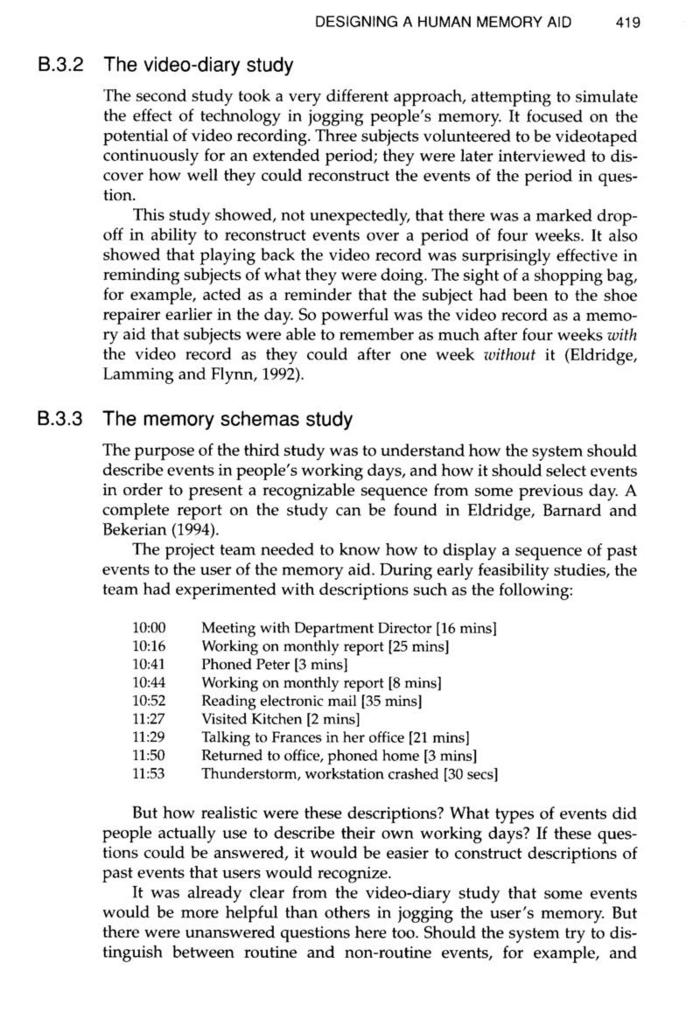 DESIGNING A HUMAN MEMORY AID 419
B.3.2 The video-diary study
The second study took a very different approach, attempting to simulate
the effect of technology in jogging people's memory. It focused on the
potential of video recording. Three subjects volunteered to be videotaped
continuously for an extended period; they were later interviewed to dis-
cover how well they could reconstruct the events of the period in ques-
tion.
This study showed, not unexpectedly, that there was a marked drop-
off in ability to reconstruct events over a period of four weeks. It also
showed that playing back the video record was surprisingly effective in
reminding subjects of what they were doing. The sight of a shopping bag,
for example, acted as a reminder that the subject had been to the shoe
repairer earlier in the day. So powerful was the video record as a memo-
ry aid that subjects were able to remember as much after four weeks with
the video record as they could after one week without it (Eldridge,
Lamming and Flynn, 1992).
B.3.3 The memory schemas study
The purpose of the third study was to understand how the system should
describe events in people's working days, and how it should select events
in order to present a recognizable sequence from some previous day. A
complete report on the study can be found in Eldridge, Barnard and
Bekerian (1994).
The project team needed to know how to display a sequence of past
events to the user of the memory aid. During early feasibility studies, the
team had experimented with descriptions such as the following:
10:00 Meeting with Department Director [16 mins]
10:16 Working on monthly report [25 mins]
10:41 Phoned Peter [3 mins]
10:44 Working on monthly report [8 mins]
10:52 Reading electronic mail [35 mins]
11:27 Visited Kitchen [2 mins]
11:29 Talking to Frances in her office [21 mins]
11:50 Returned to office, phoned home [3 mins]
11:53 Thunderstorm, workstation crashed [30 secs]
But how realistic were these descriptions? What types of events did
people actually use to describe their own working days? If these ques-
tions could be answered, it would be easier to construct descriptions of
past events that users would recognize.
It was already clear from the video-diary study that some events
would be more helpful than others in jogging the user's memory. But
there were unanswered questions here too. Should the system try to dis-
tinguish between routine and non-routine events, for example, and